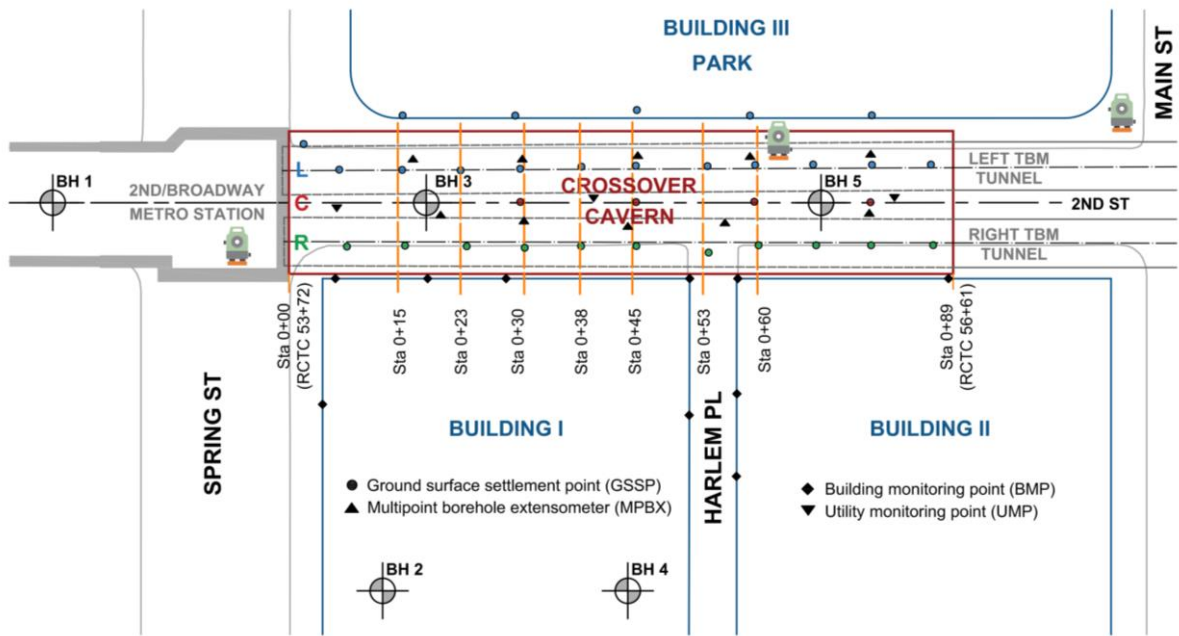 BUILDING III
PARK
MAIN ST
BH 1
2ND/BROADWAY
METRO STATION
L
C
R
BH 3
CROSSOVER
CAVERN
BH 5
LEFT TBM
TUNNEL
2ND ST
RIGHT TBM
TUNNEL
Sta 0+00
(RCTC 53+72)
Sta 0+15
Sta 0+23
Sta 0+30
Sta 0+38
Sta 0+45
Sta 0+53
Sta 0+60
Sta 0+89
(RCTC 56+61)
SPRING ST
BUILDING I
HARLEM PL
BUILDING II
Ground surface settlement point (GSSP)
Multipoint borehole extensometer (MPBX)
Building monitoring point (BMP)
Utility monitoring point (UMP)
BH 2
BH 4